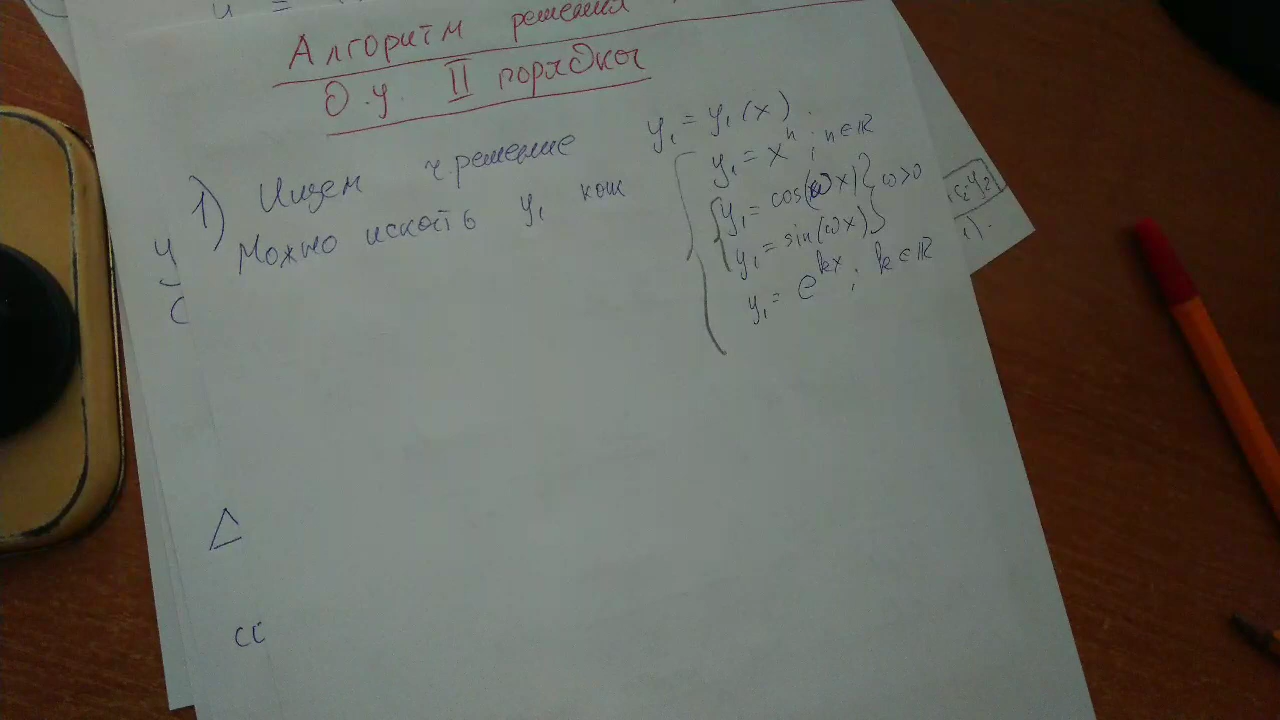 u =
Алгоритм решения
О.У. II порядка
1) Ищем ч.решение y₁ = y₁(x).
Можно искать y₁ как
y₁ = xⁿ; n ∈ ℝ
y₁ = cos(ωx)
y₁ = sin(ωx) } ω>0
y₁ = e^{kx}; k ∈ ℝ